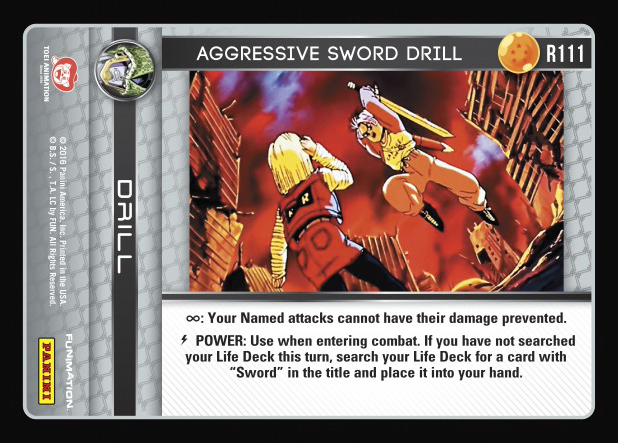 AGGRESSIVE SWORD DRILL
R111
DRILL
∞: Your Named attacks cannot have their damage prevented.
⚡ POWER: Use when entering combat. If you have not searched
your Life Deck this turn, search your Life Deck for a card with
“Sword” in the title and place it into your hand.
TOEI ANIMATION
© 2016 Panini America, Inc. Printed in the USA.
© B.S./ S., T.A. LC by FUN. All Rights Reserved.
FUNIMATION
PANINI